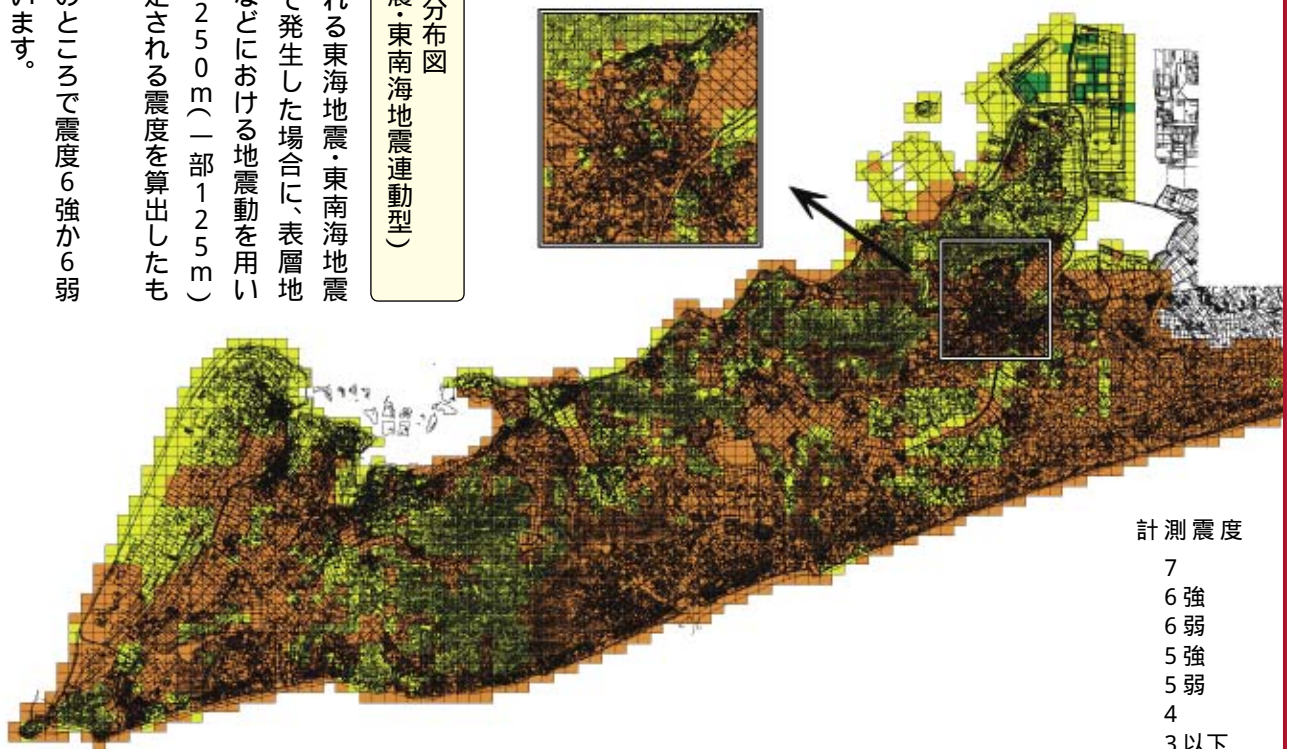 分布図
震・東南海地震連動型)
れる東海地震・東南海地震
で発生した場合に、表層地
などにおける地震動を用い
250m(一部125m)
定される震度を算出したも
のところで震度6強か6弱
います。
計測震度
7
6強
6弱
5強
5弱
4
3以下